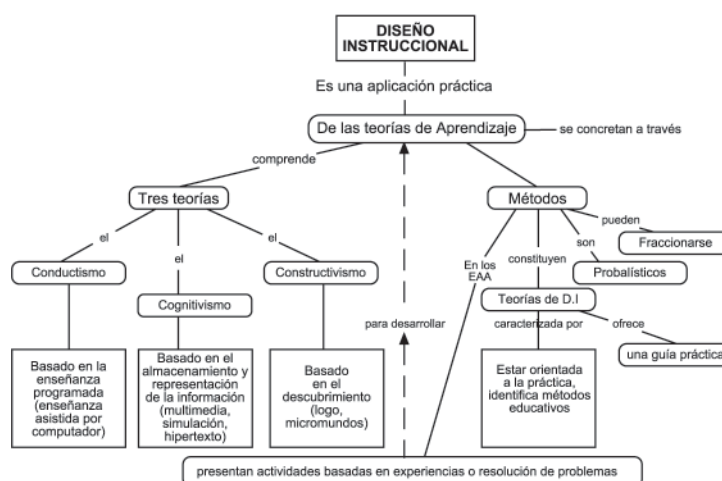 DISEÑO
INSTRUCCIONAL
Es una aplicación práctica
De las teorías de Aprendizaje
se concretan a través
comprende
Tres teorías
Métodos
el
el
el
Conductismo
Cognitivismo
Constructivismo
Basado en la
enseñanza
programada
(enseñanza
asistida por
computador)
Basado en el
almacenamiento y
representación
de la información
(multimedia,
simulación,
hipertexto)
Basado
en el
descubrimiento
(logo,
micromundos)
para desarrollar
En los
EAA
constituyen
son
pueden
Fraccionarse
Probalísticos
Teorías de D.I
caracterizada por
ofrece
una guía práctica
Estar orientada
a la práctica,
identifica métodos
educativos
presentan actividades basadas en experiencias o resolución de problemas